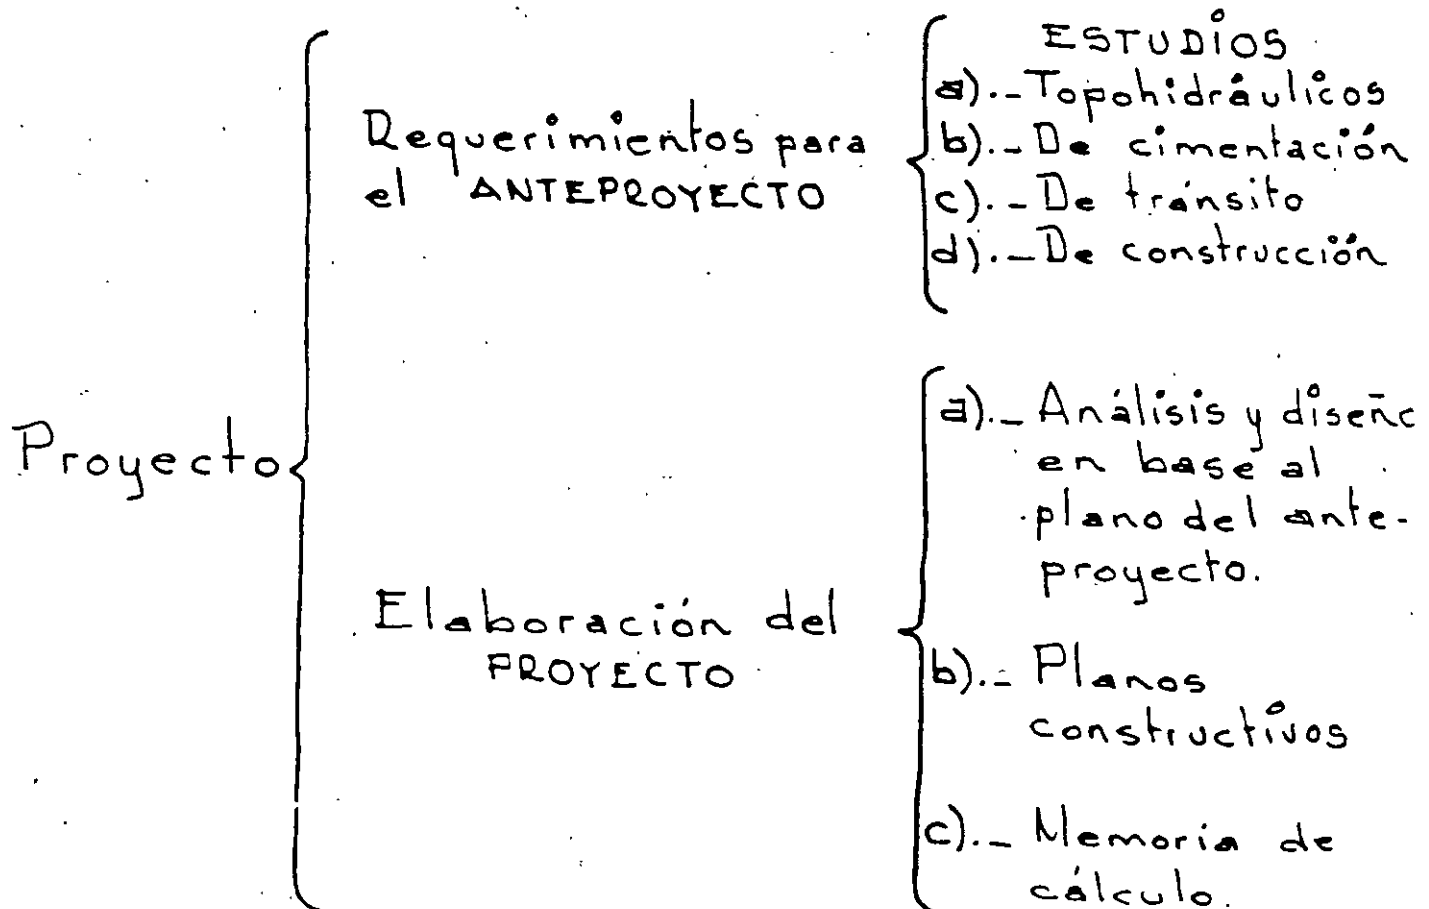 Proyecto
Requerimientos para
el ANTEPROYECTO
ESTUDIOS
a).-Topohidráulicos
b).-De cimentación
c).-De tránsito
d).-De construcción
Elaboración del
PROYECTO
a).-Análisis y diseño
en base al
plano del ante-
proyecto.
b).-Planos
constructivos
c).-Memoria de
cálculo.